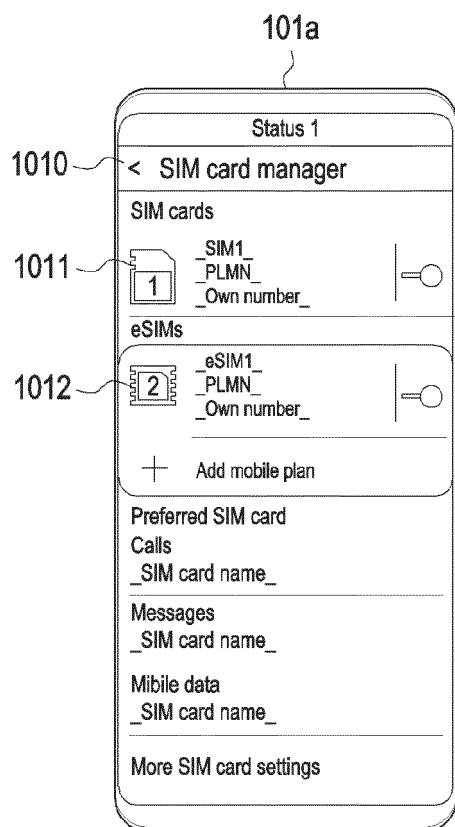 101a
Status 1
1010
< SIM card manager
SIM cards
1011
1
_SIM1_
_PLMN_
_Own number_
eSIMs
1012
2
_eSIM1_
_PLMN_
_Own number_
+ Add mobile plan
Preferred SIM card
Calls
_SIM card name_
Messages
_SIM card name_
Mibile data
_SIM card name_
More SIM card settings